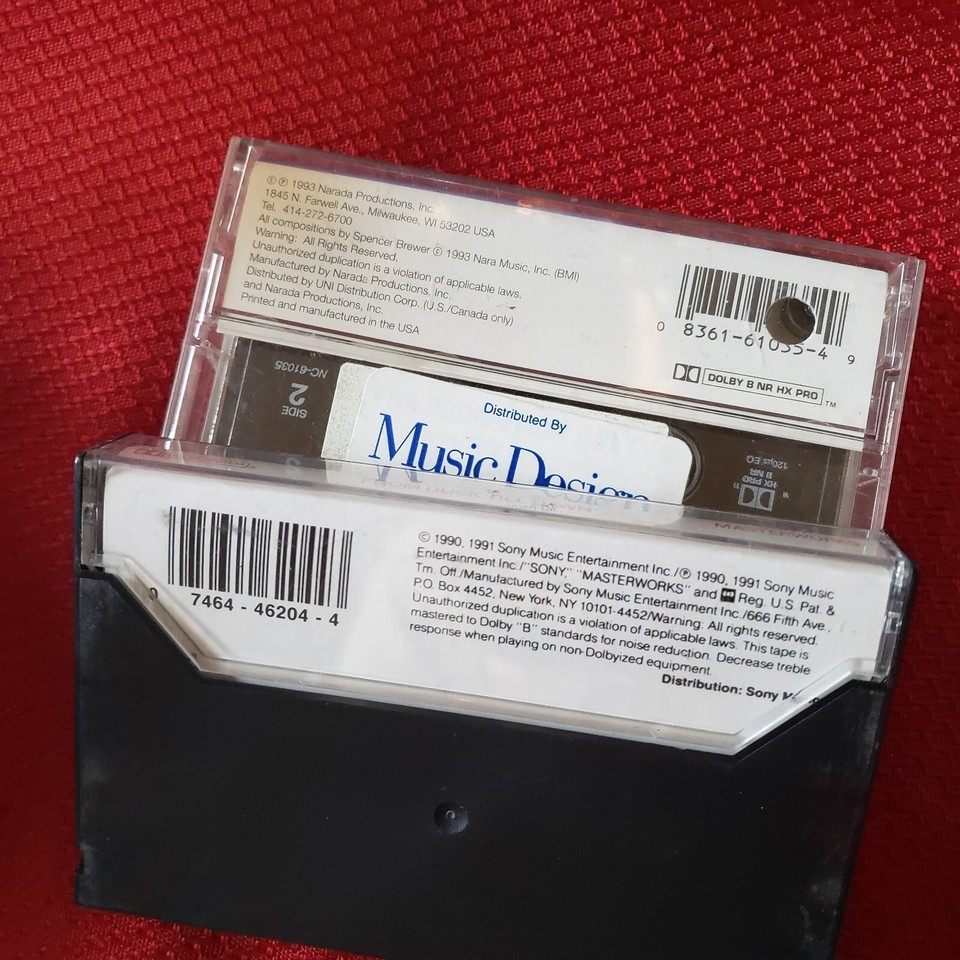 © ℗ 1993 Narada Productions, Inc.
1845 N. Farwell Ave., Milwaukee, WI 53202 USA
Tel. 414-272-6700
All compositions by Spencer Brewer © 1993 Nara Music, Inc. (BMI)
Warning: All Rights Reserved.
Unauthorized duplication is a violation of applicable laws.
Manufactured by Narada Productions, Inc.
Distributed by UNI Distribution Corp. (U.S./Canada only)
and Narada Productions, Inc.
Printed and manufactured in the USA
0 8361-61035-4 9
DOLBY B NR HX PRO TM
NC-61035
SIDE 2
Distributed By
Music Design
HX PRO
B NR
120µs EQ
FROM DUSK TILL DAWN
MASTERWORKS
0 7464 - 46204 - 4
© 1990, 1991 Sony Music Entertainment Inc./℗ 1990, 1991 Sony Music
Entertainment Inc./"SONY," "MASTERWORKS" and Reg. U.S. Pat. &
Tm. Off./Manufactured by Sony Music Entertainment Inc./666 Fifth Ave.,
P.O. Box 4452, New York, NY 10101-4452/Warning: All rights reserved.
Unauthorized duplication is a violation of applicable laws. This tape is
mastered to Dolby "B" standards for noise reduction. Decrease treble
response when playing on non-Dolbyized equipment.
Distribution: Sony